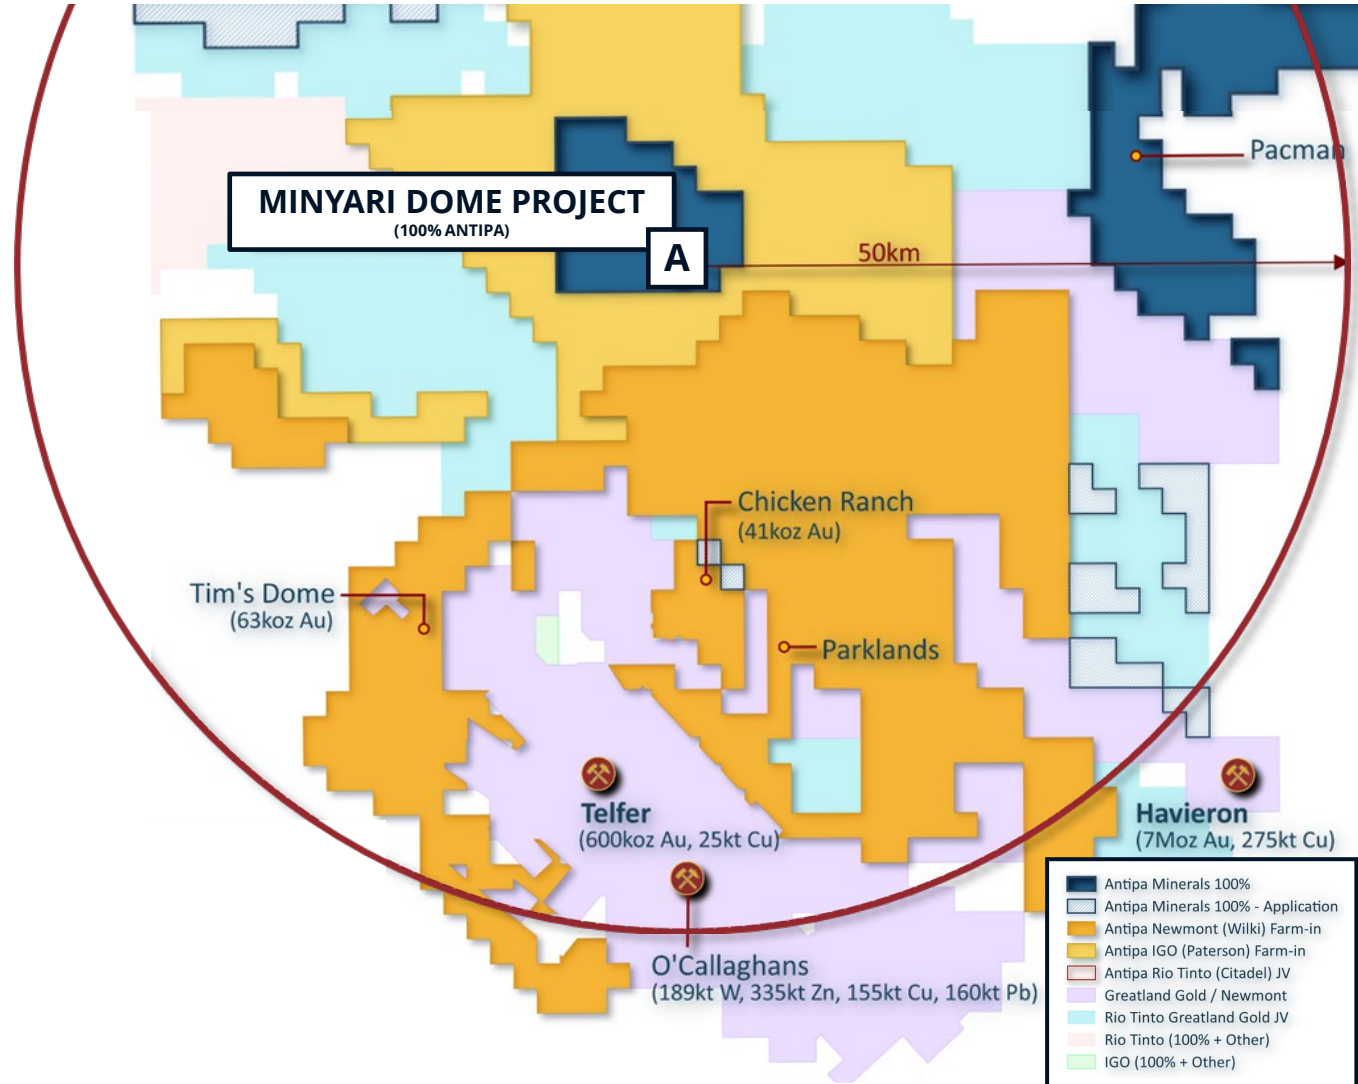 Pacman
MINYARI DOME PROJECT
(100% ANTIPA)
A
50km
Chicken Ranch
(41koz Au)
Tim's Dome
(63koz Au)
Parklands
Telfer
(600koz Au, 25kt Cu)
Havieron
(7Moz Au, 275kt Cu)
O'Callaghans
(189kt W, 335kt Zn, 155kt Cu, 160kt Pb)
Antipa Minerals 100%
Antipa Minerals 100% - Application
Antipa Newmont (Wilki) Farm-in
Antipa IGO (Paterson) Farm-in
Antipa Rio Tinto (Citadel) JV
Greatland Gold / Newmont
Rio Tinto Greatland Gold JV
Rio Tinto (100% + Other)
IGO (100% + Other)